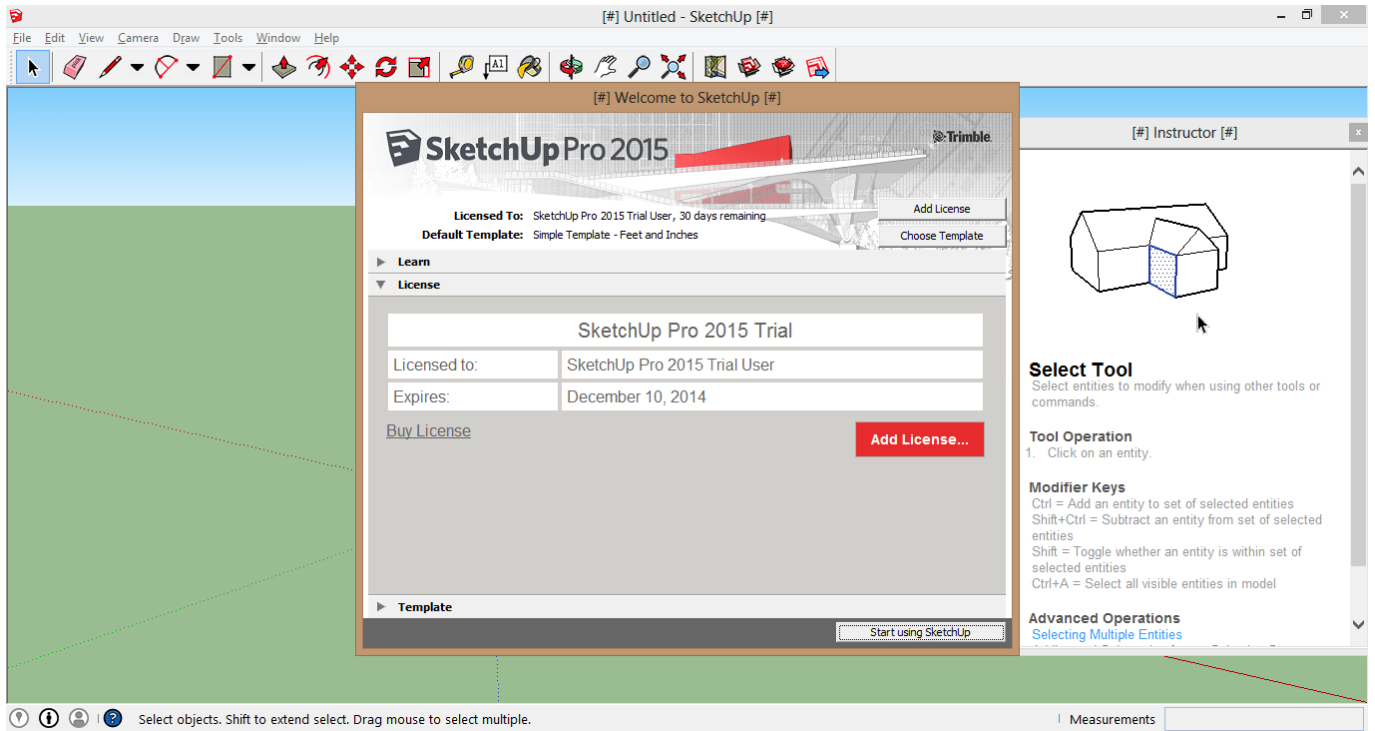 [#] Untitled - SketchUp [#]
File Edit View Camera Draw Tools Window Help
A1
[#] Welcome to SketchUp [#]
SketchUp Pro 2015
Trimble.
Licensed To: SketchUp Pro 2015 Trial User, 30 days remaining
Add License
Default Template: Simple Template - Feet and Inches
Choose Template
Learn
License
SketchUp Pro 2015 Trial
Licensed to: SketchUp Pro 2015 Trial User
Expires: December 10, 2014
Buy License
Add License...
Template
Start using SketchUp
[#] Instructor [#]
Select Tool
Select entities to modify when using other tools or
commands.
Tool Operation
1. Click on an entity.
Modifier Keys
Ctrl = Add an entity to set of selected entities
Shift+Ctrl = Subtract an entity from set of selected
entities
Shift = Toggle whether an entity is within set of
selected entities
Ctrl+A = Select all visible entities in model
Advanced Operations
Selecting Multiple Entities
Select objects. Shift to extend select. Drag mouse to select multiple.
Measurements